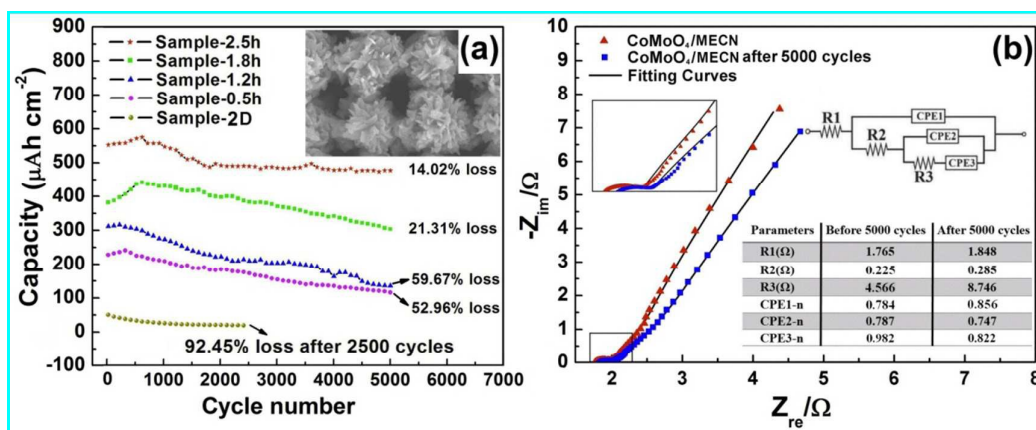 900
800
700
600
500
400
300
200
100
0
-100
Capacity (µAh cm⁻²)
Sample-2.5h
Sample-1.8h
Sample-1.2h
Sample-0.5h
Sample-2D
(a)
14.02% loss
21.31% loss
59.67% loss
52.96% loss
92.45% loss after 2500 cycles
0 1000 2000 3000 4000 5000 6000 7000
Cycle number
8
7
6
5
4
3
2
1
0
-Z_im/Ω
CoMoO₄/MECN
CoMoO₄/MECN after 5000 cycles
Fitting Curves
(b)
R1
CPE1
R2
CPE2
R3
CPE3
Parameters Before 5000 cycles After 5000 cycles
R1(Ω) 1.765 1.848
R2(Ω) 0.225 0.285
R3(Ω) 4.566 8.746
CPE1-n 0.784 0.856
CPE2-n 0.787 0.747
CPE3-n 0.982 0.822
2 3 4 5 6 7 8
Z_re/Ω